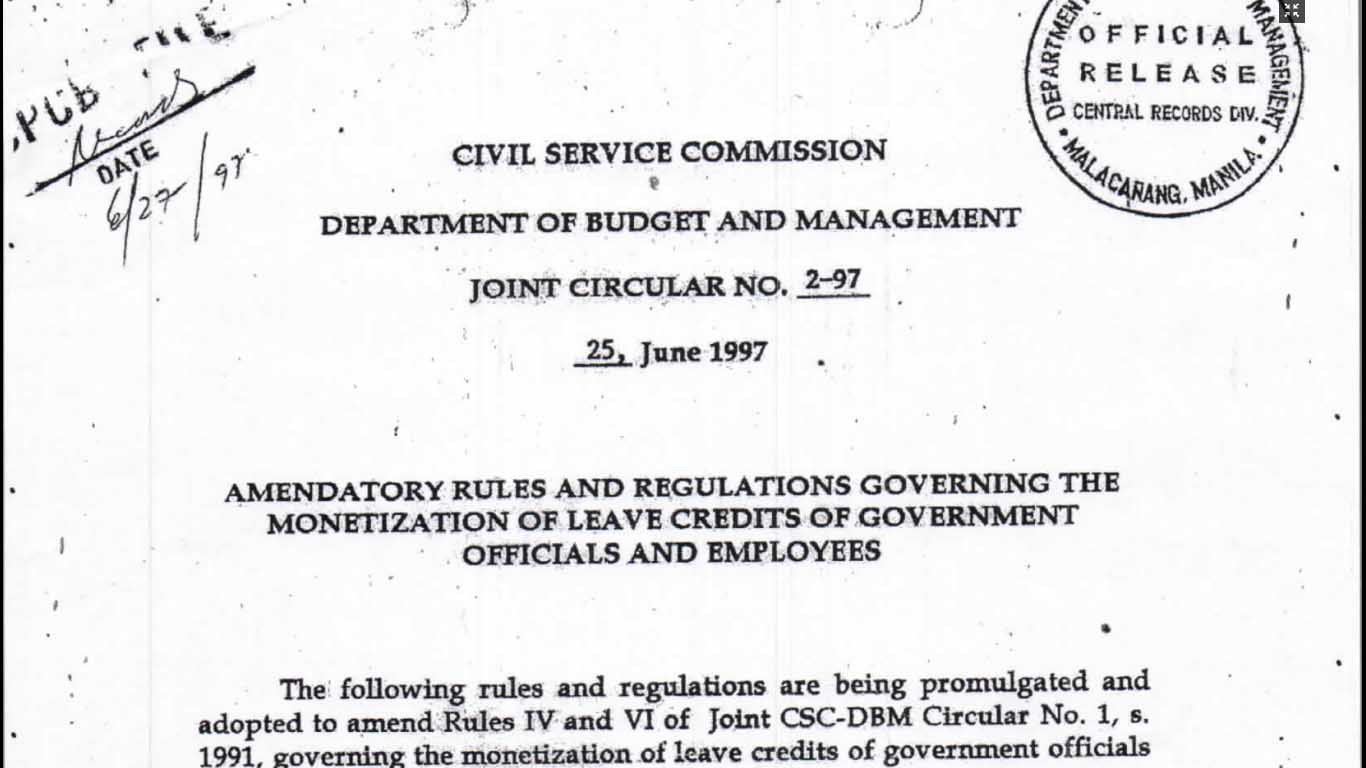 DATE
6/27/97
DEPARTMENT
MANAGEMENT
OFFICIAL
RELEASE
CENTRAL RECORDS DIV.
MALACAÑANG, MANILA
CIVIL SERVICE COMMISSION
DEPARTMENT OF BUDGET AND MANAGEMENT
JOINT CIRCULAR NO. 2-97
25, June 1997
AMENDATORY RULES AND REGULATIONS GOVERNING THE
MONETIZATION OF LEAVE CREDITS OF GOVERNMENT
OFFICIALS AND EMPLOYEES
The following rules and regulations are being promulgated and
adopted to amend Rules IV and VI of Joint CSC-DBM Circular No. 1, s.
1991, governing the monetization of leave credits of government officials